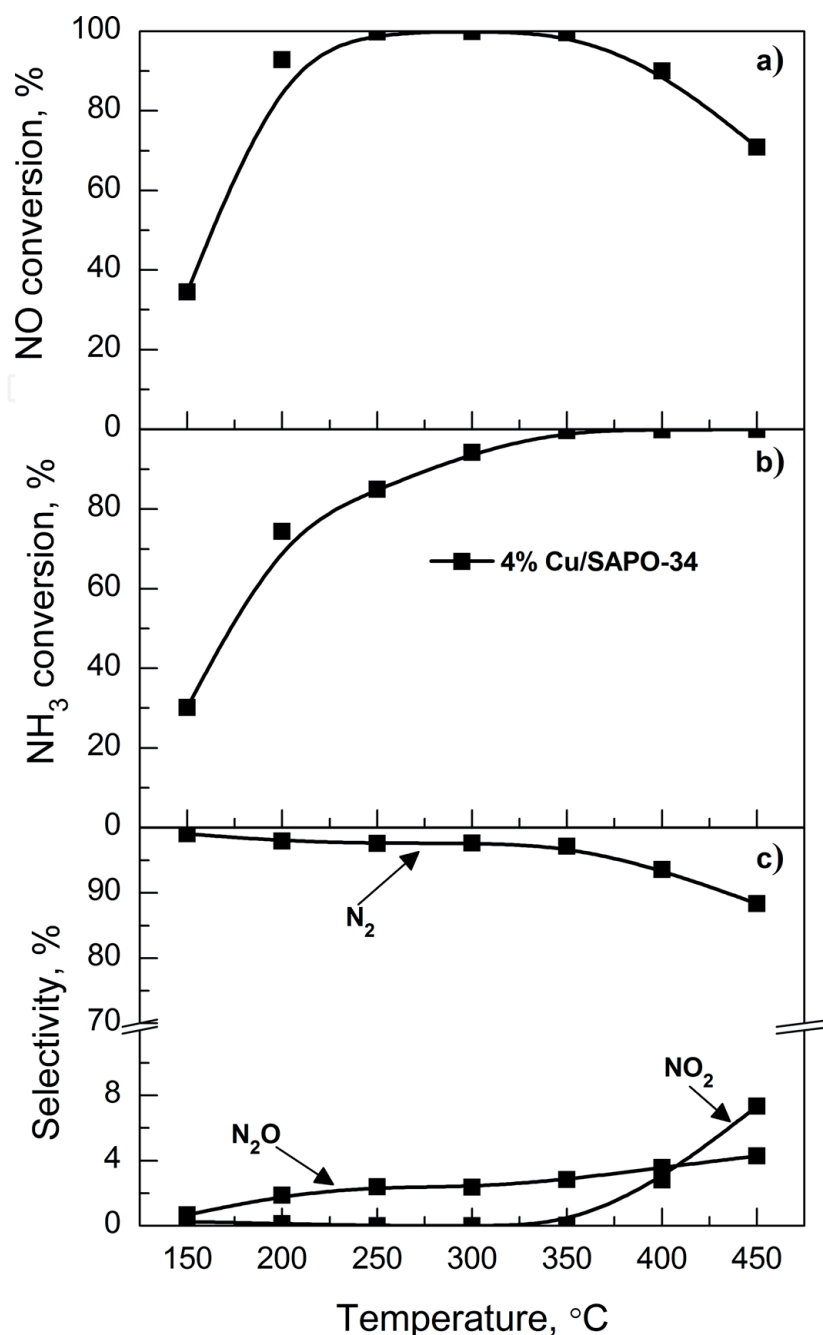 100
80
60
40
20
0
NO conversion, %
a)
80
60
40
20
0
NH3 conversion, %
b)
4% Cu/SAPO-34
90
80
70
8
4
0
Selectivity, %
c)
N2
N2O
NO2
150 200 250 300 350 400 450
Temperature, °C